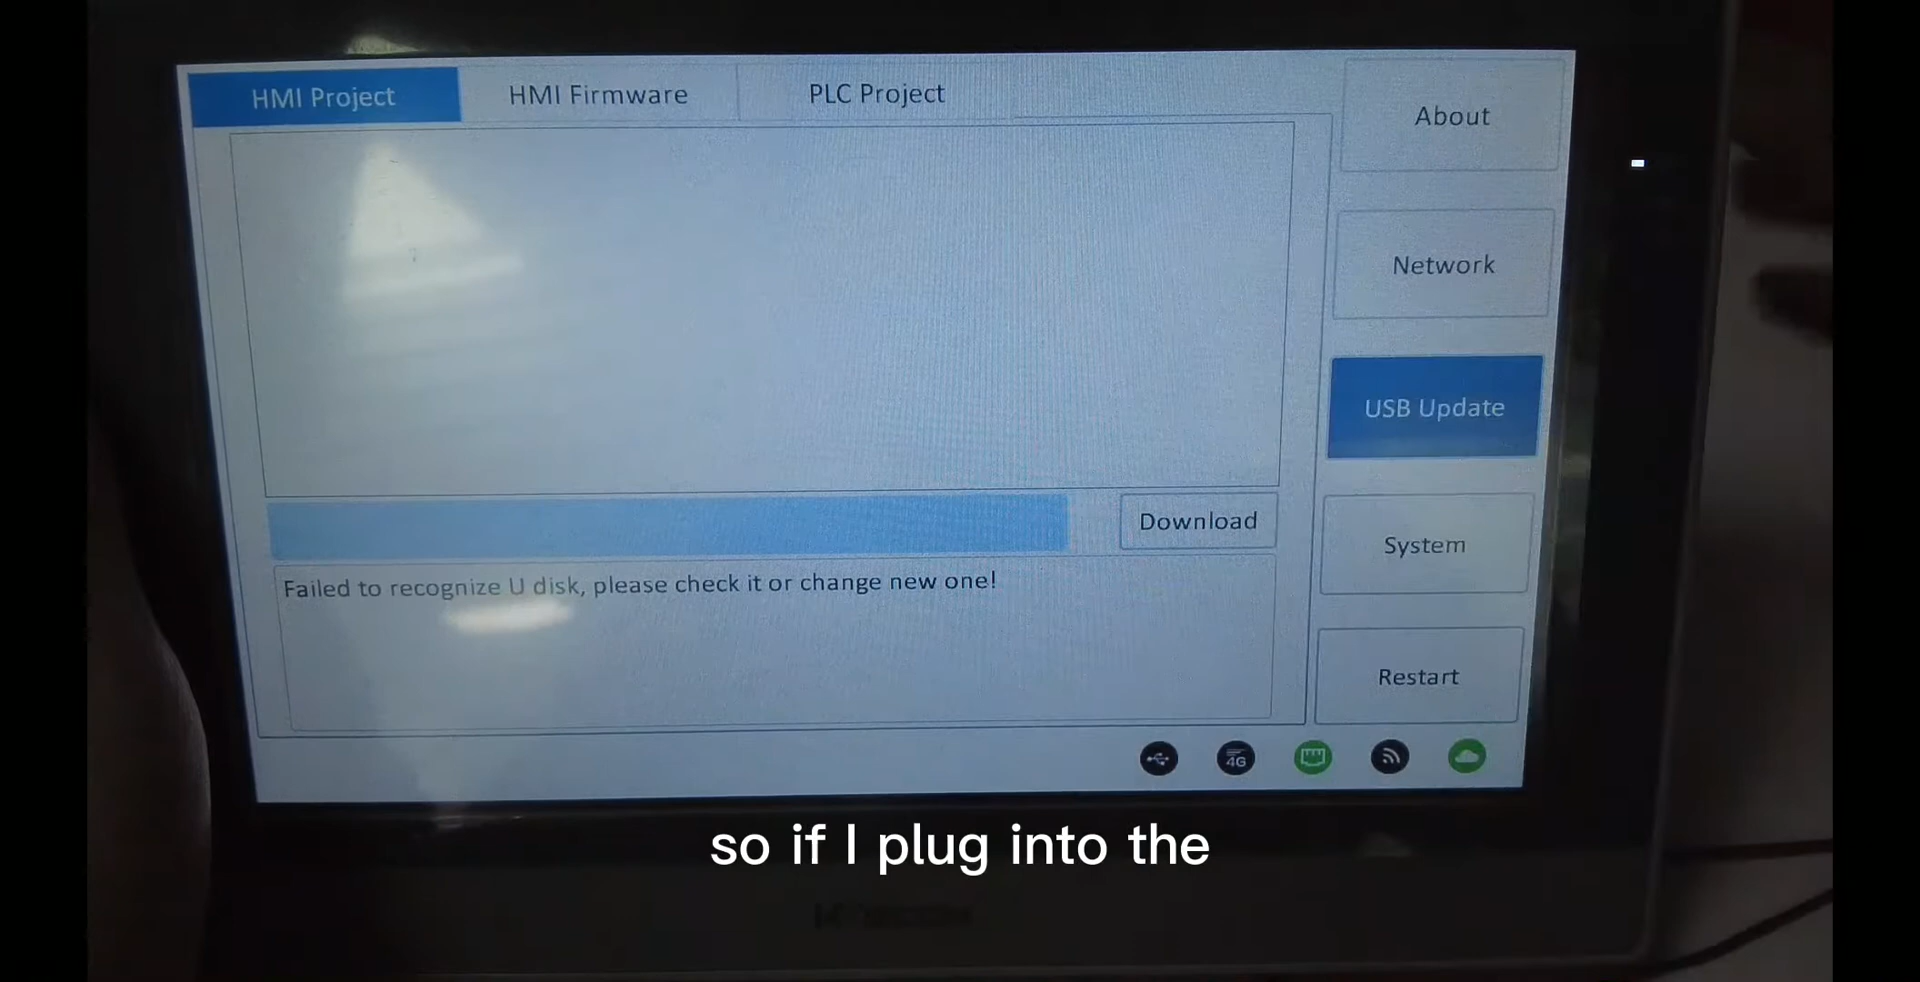 HMI Project
HMI Firmware
PLC Project
About
Network
USB Update
Download
Failed to recognize U disk, please check it or change new one!
System
Restart
4G
so if I plug into the